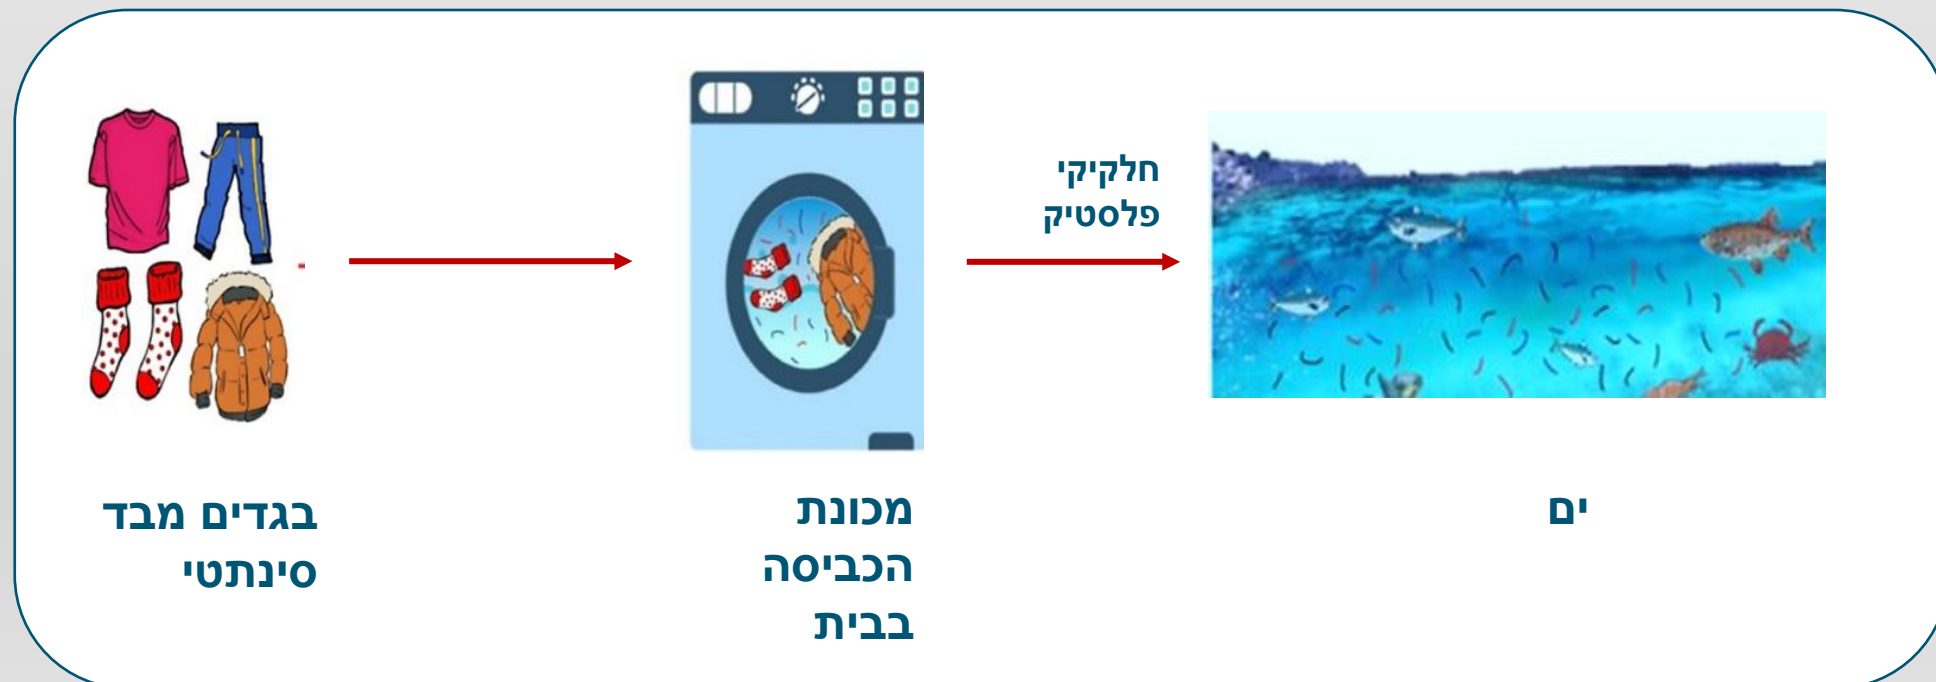 חלקיקי
פלסטיק
בגדים מבד
סינתטי
מכונת
הכביסה
בבית
ים